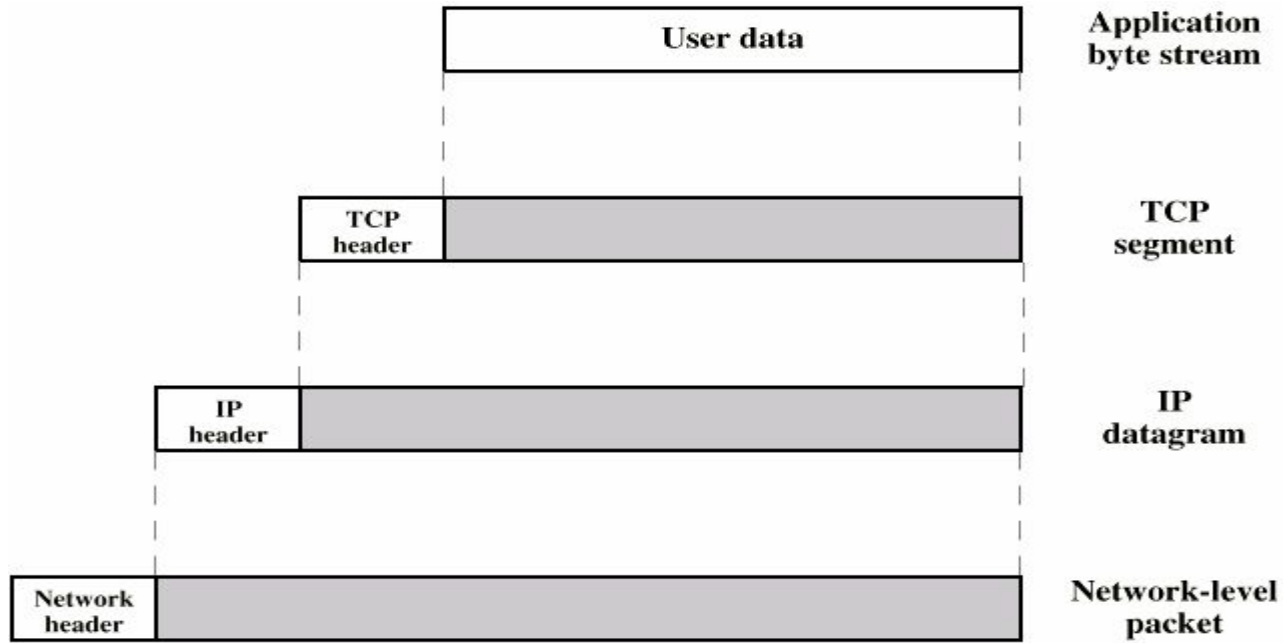 User data
Application
byte stream
TCP
header
TCP
segment
IP
header
IP
datagram
Network
header
Network-level
packet